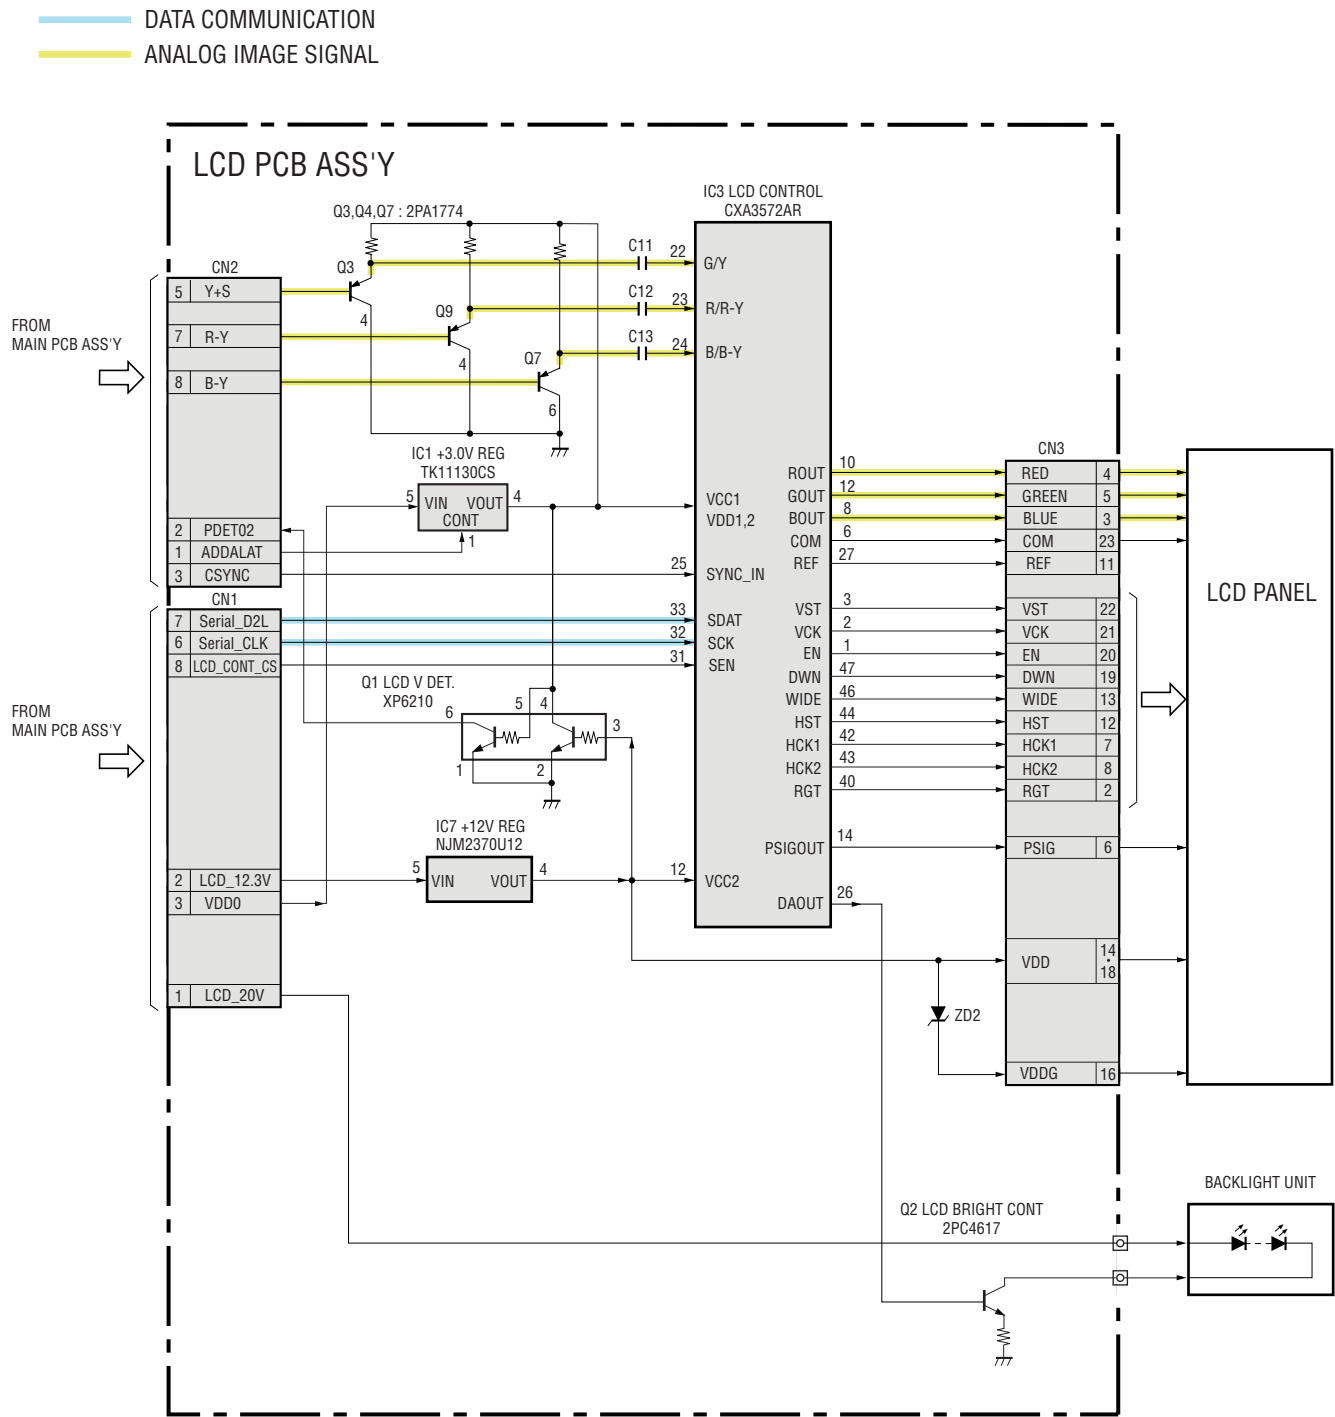 DATA COMMUNICATION
ANALOG IMAGE SIGNAL
LCD PCB ASS'Y
IC3 LCD CONTROL
CXA3572AR
Q3,Q4,Q7 : 2PA1774
CN2
5 Y+S
7 R-Y
8 B-Y
2 PDET02
1 ADDALAT
3 CSYNC
FROM
MAIN PCB ASS'Y
Q3
4
Q9
4
Q7
6
C11
22
G/Y
C12
23
R/R-Y
C13
24
B/B-Y
IC1 +3.0V REG
TK11130CS
5 VIN VOUT 4
CONT
1
VCC1
VDD1,2
25 SYNC_IN
CN1
7 Serial_D2L
6 Serial_CLK
8 LCD_CONT_CS
2 LCD_12.3V
3 VDD0
1 LCD_20V
FROM
MAIN PCB ASS'Y
33 SDAT
32 SCK
31 SEN
Q1 LCD V DET.
XP6210
6 5 4 3
1 2
IC7 +12V REG
NJM2370U12
5 VIN VOUT 4
12 VCC2
ROUT 10
GOUT 12
BOUT 8
COM 6
REF 27
VST 3
VCK 2
EN 1
DWN 47
WIDE 46
HST 44
HCK1 42
HCK2 43
RGT 40
PSIGOUT 14
DAOUT 26
CN3
RED 4
GREEN 5
BLUE 3
COM 23
REF 11
VST 22
VCK 21
EN 20
DWN 19
WIDE 13
HST 12
HCK1 7
HCK2 8
RGT 2
PSIG 6
VDD 14
•
18
VDDG 16
ZD2
LCD PANEL
BACKLIGHT UNIT
Q2 LCD BRIGHT CONT
2PC4617